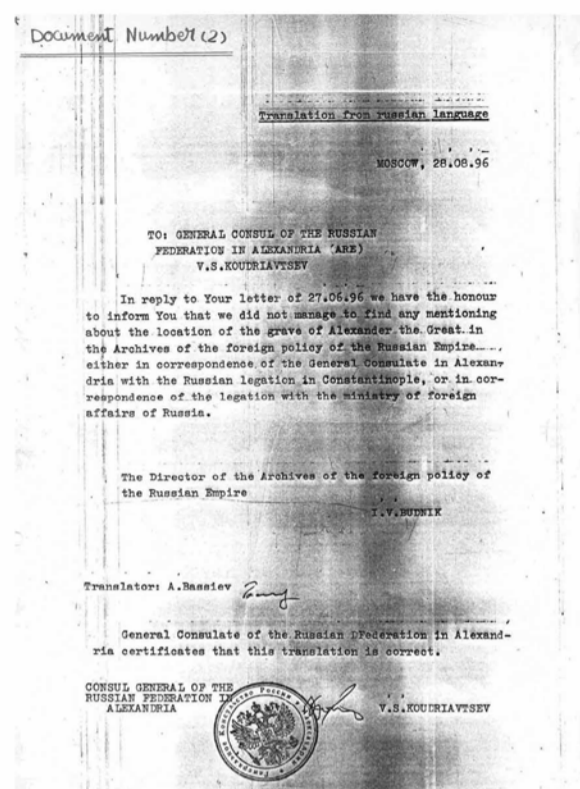 Document Number (2)
Translation from russian language
MOSCOW, 28.08.96
TO: GENERAL CONSUL OF THE RUSSIAN
FEDERATION IN ALEXANDRIA (ARE)
V.S.KOUDRIAVTSEV
In reply to Your letter of 27.06.96 we have the honour
to inform You that we did not manage to find any mentioning
about the location of the grave of Alexander the Great in
the Archives of the foreign policy of the Russian Empire
either in correspondence of the General Consulate in Alexan-
dria with the Russian legation in Constantinople, or in cor-
respondence of the legation with the ministry of foreign
affairs of Russia.
The Director of the Archives of the foreign policy of
the Russian Empire
I.V.BUDNIK
Translator: A.Bassiev
General Consulate of the Russian DFederation in Alexand-
ria certificates that this translation is correct.
CONSUL GENERAL OF THE
RUSSIAN FEDERATION IN
ALEXANDRIA
V.S.KOUDRIAVTSEV